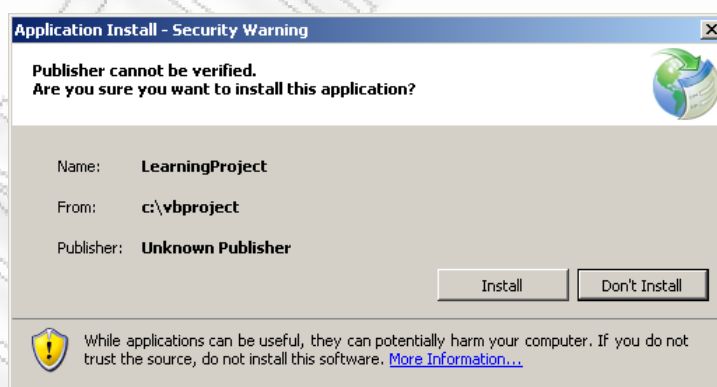 Application Install - Security Warning
Publisher cannot be verified.
Are you sure you want to install this application?
Name: LearningProject
From: c:\vbproject
Publisher: Unknown Publisher
Install Don't Install
While applications can be useful, they can potentially harm your computer. If you do not
trust the source, do not install this software. More Information...